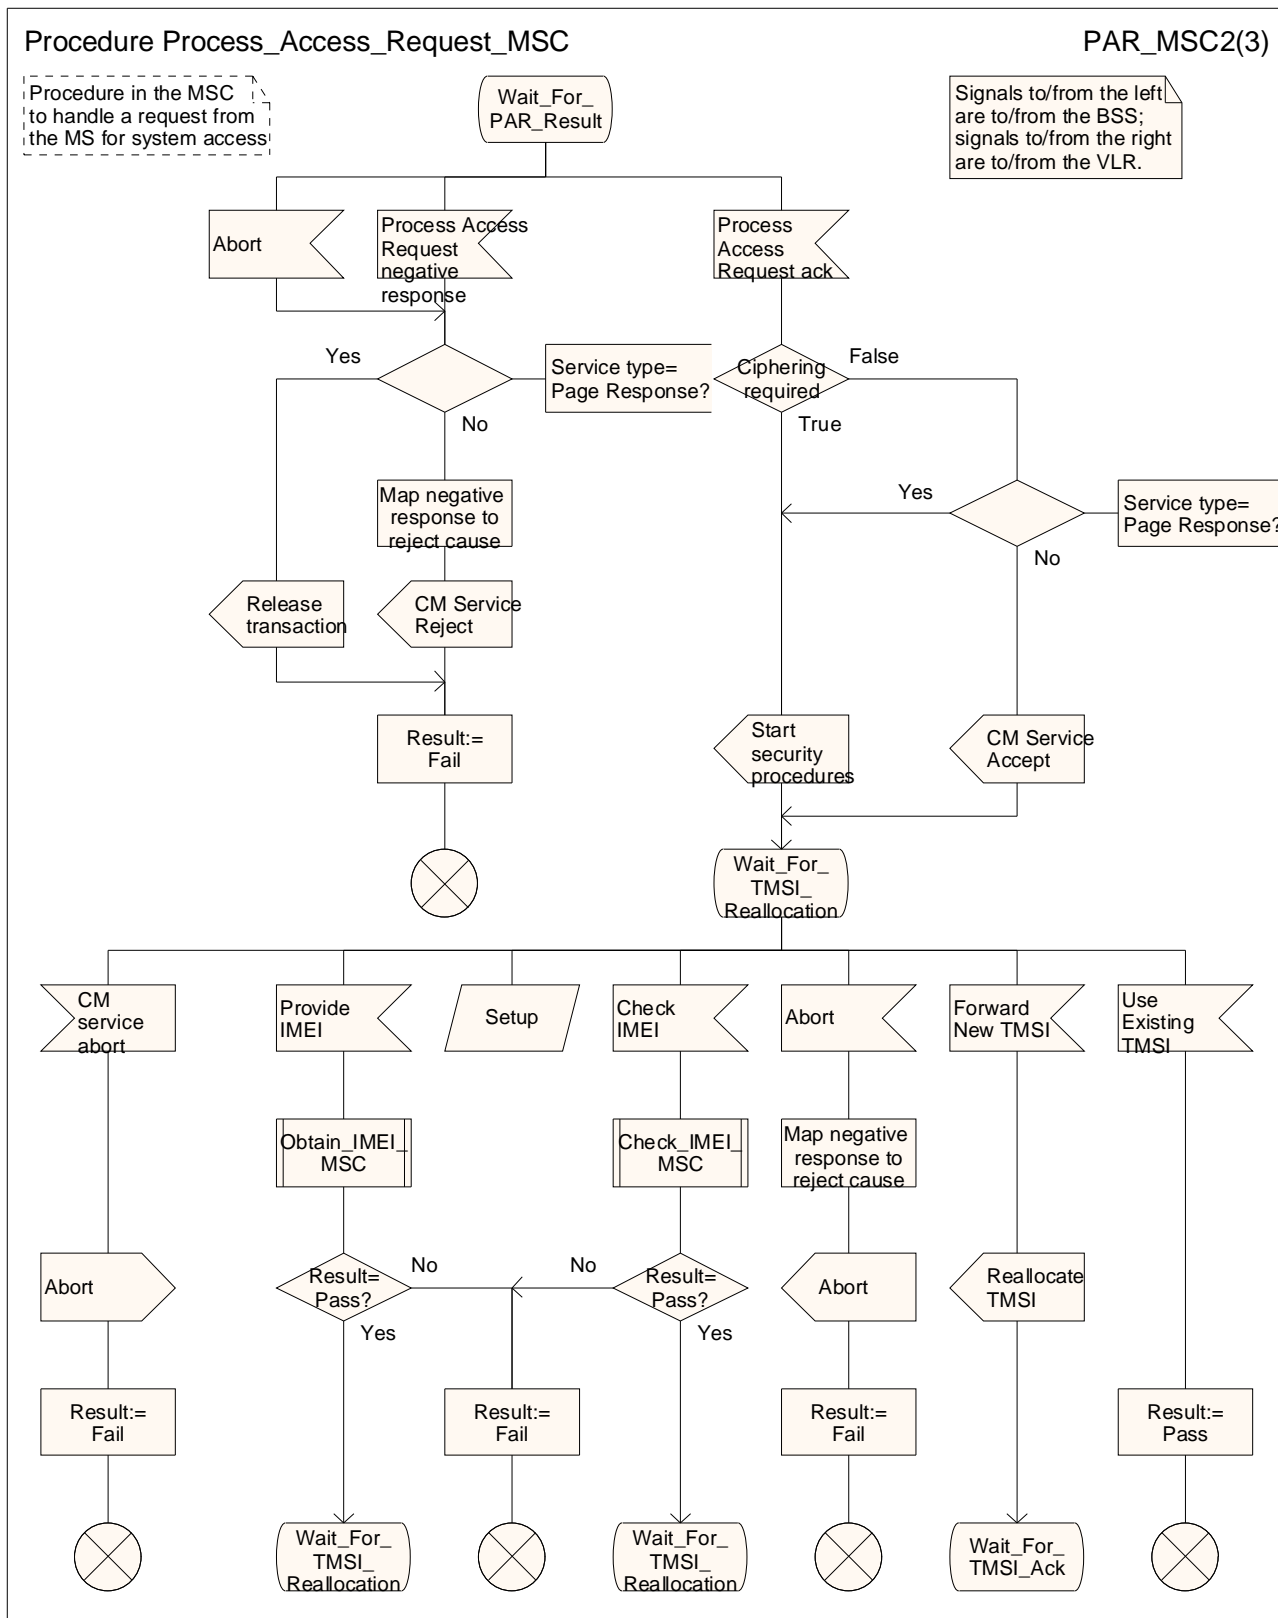 Procedure Process_Access_Request_MSC
PAR_MSC2(3)
Procedure in the MSC
to handle a request from
the MS for system access
Wait_For_
PAR_Result
Signals to/from the left
are to/from the BSS;
signals to/from the right
are to/from the VLR.
Abort
Process Access
Request
negative
response
Process
Access
Request ack
Yes
Service type=
Page Response?
Ciphering
required
False
No
True
Map negative
response to
reject cause
Yes
Service type=
Page Response?
No
Release
transaction
CM Service
Reject
Result:=
Fail
Start
security
procedures
CM Service
Accept
Wait_For_
TMSI_
Reallocation
CM
service
abort
Provide
IMEI
Setup
Check
IMEI
Abort
Forward
New TMSI
Use
Existing
TMSI
Obtain_IMEI_
MSC
Check_IMEI_
MSC
Map negative
response to
reject cause
Abort
Result=
Pass?
No
No
Result=
Pass?
Abort
Reallocate
TMSI
Yes
Yes
Result:=
Fail
Result:=
Fail
Result:=
Fail
Result:=
Pass
Wait_For_
TMSI_
Reallocation
Wait_For_
TMSI_
Reallocation
Wait_For_
TMSI_Ack